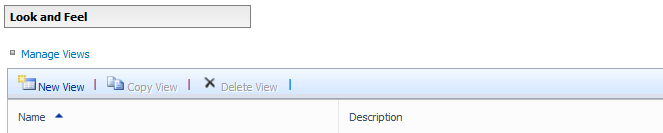 Look and Feel
Manage Views
New View | Copy View | Delete View |
Name Description